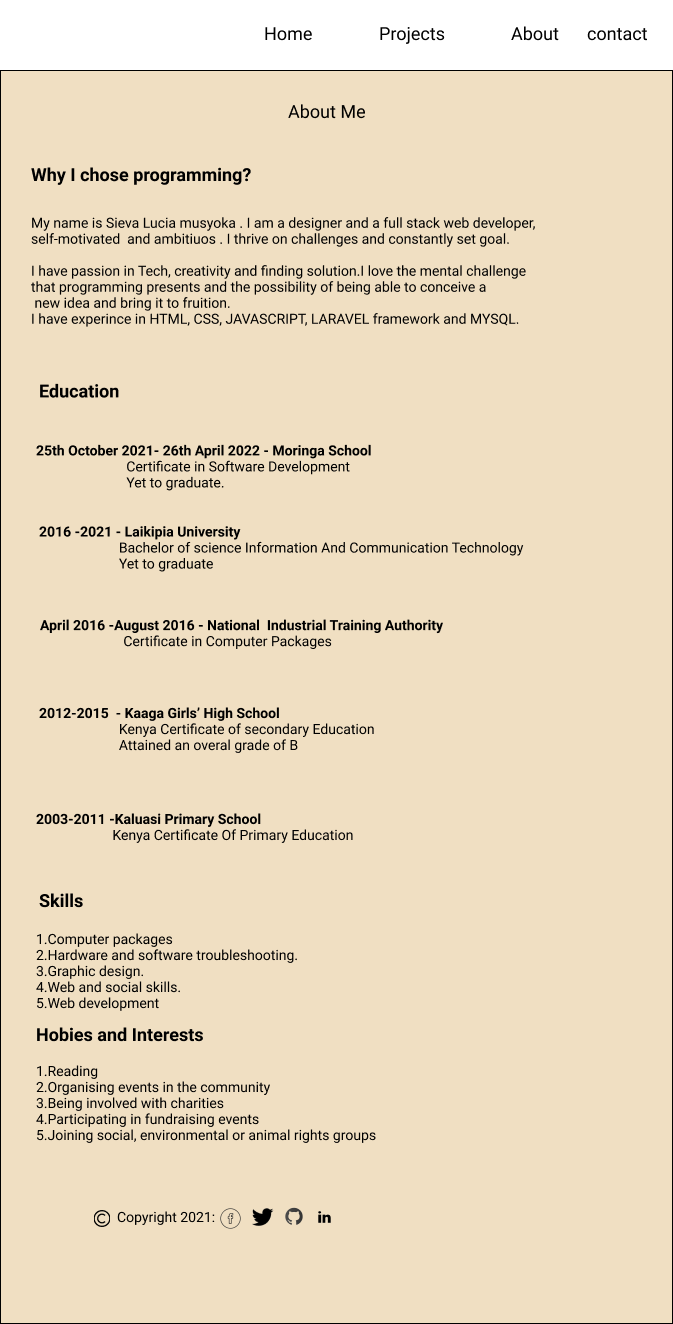 Home Projects About contact
About Me
Why I chose programming?
My name is Sieva Lucia musyoka . I am a designer and a full stack web developer,
self-motivated  and ambitiuos . I thrive on challenges and constantly set goal.
I have passion in Tech, creativity and finding solution.I love the mental challenge
that programming presents and the possibility of being able to conceive a
new idea and bring it to fruition.
I have experince in HTML, CSS, JAVASCRIPT, LARAVEL framework and MYSQL.
Education
25th October 2021- 26th April 2022 - Moringa School
Certificate in Software Development
Yet to graduate.
2016 -2021 - Laikipia University
Bachelor of science Information And Communication Technology
Yet to graduate
April 2016 -August 2016 - National  Industrial Training Authority
Certificate in Computer Packages
2012-2015  - Kaaga Girls’ High School
Kenya Certificate of secondary Education
Attained an overal grade of B
2003-2011 -Kaluasi Primary School
Kenya Certificate Of Primary Education
Skills
1.Computer packages
2.Hardware and software troubleshooting.
3.Graphic design.
4.Web and social skills.
5.Web development
Hobies and Interests
1.Reading
2.Organising events in the community
3.Being involved with charities
4.Participating in fundraising events
5.Joining social, environmental or animal rights groups
© Copyright 2021: f in